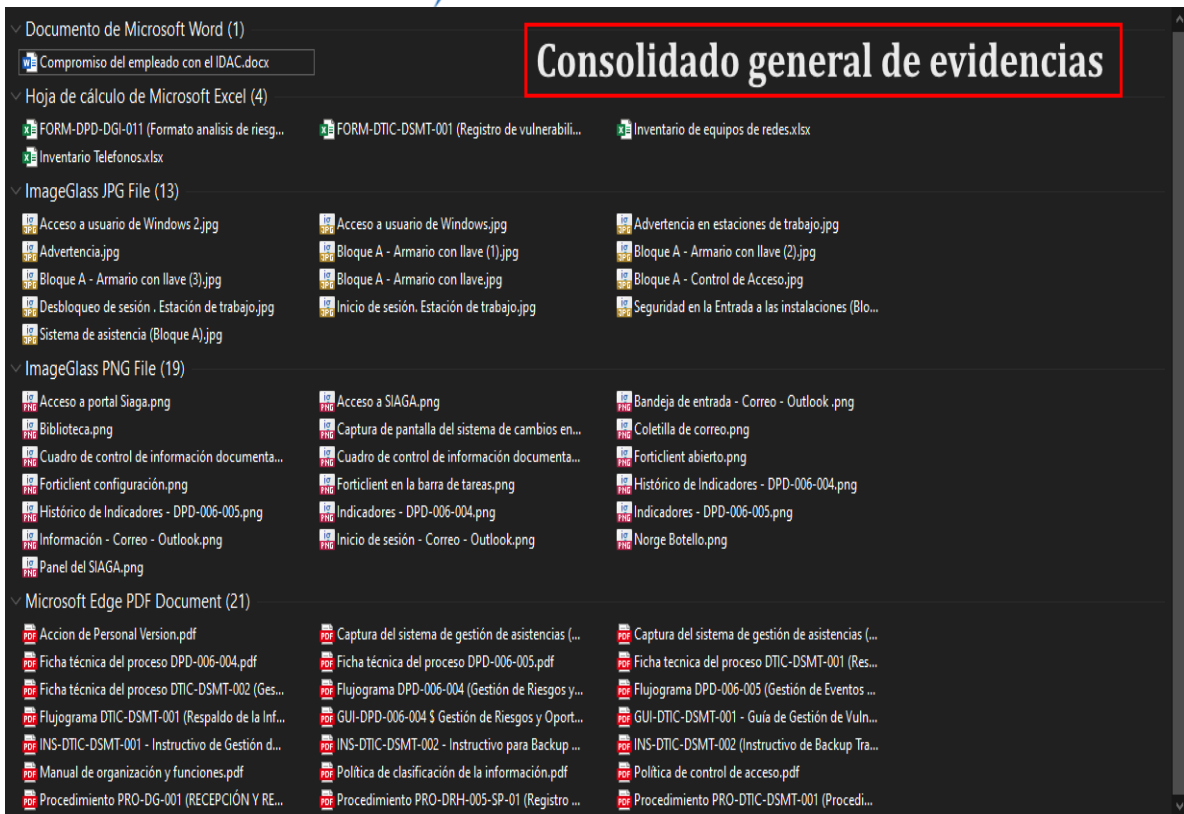 Documento de Microsoft Word (1)
Consolidado general de evidencias
Compromiso del empleado con el IDAC.docx
Hoja de cálculo de Microsoft Excel (4)
FORM-DPD-DGI-011 (Formato analisis de riesg... FORM-DTIC-DSMT-001 (Registro de vulnerabili... Inventario de equipos de redes.xlsx
Inventario Telefonos.xlsx
ImageGlass JPG File (13)
Acceso a usuario de Windows 2.jpg Acceso a usuario de Windows.jpg Advertencia en estaciones de trabajo.jpg
Advertencia.jpg Bloque A - Armario con llave (1).jpg Bloque A - Armario con llave (2).jpg
Bloque A - Armario con llave (3).jpg Bloque A - Armario con llave.jpg Bloque A - Control de Acceso.jpg
Desbloqueo de sesión . Estación de trabajo.jpg Inicio de sesión. Estación de trabajo.jpg Seguridad en la Entrada a las instalaciones (Blo...
Sistema de asistencia (Bloque A).jpg
ImageGlass PNG File (19)
Acceso a portal Siaga.png Acceso a SIAGA.png Bandeja de entrada - Correo - Outlook .png
Biblioteca.png Captura de pantalla del sistema de cambios en... Coletilla de correo.png
Cuadro de control de información documenta... Cuadro de control de información documenta... Forticlient abierto.png
Forticlient configuración.png Forticlient en la barra de tareas.png Histórico de Indicadores - DPD-006-004.png
Histórico de Indicadores - DPD-006-005.png Indicadores - DPD-006-004.png Indicadores - DPD-006-005.png
Información - Correo - Outlook.png Inicio de sesión - Correo - Outlook.png Norge Botello.png
Panel del SIAGA.png
Microsoft Edge PDF Document (21)
Accion de Personal Version.pdf Captura del sistema de gestión de asistencias (... Captura del sistema de gestión de asistencias (...
Ficha técnica del proceso DPD-006-004.pdf Ficha técnica del proceso DPD-006-005.pdf Ficha tecnica del proceso DTIC-DSMT-001 (Res...
Ficha técnica del proceso DTIC-DSMT-002 (Ges... Flujograma DPD-006-004 (Gestión de Riesgos y... Flujograma DPD-006-005 (Gestión de Eventos ...
Flujograma DTIC-DSMT-001 (Respaldo de la Inf... GUI-DPD-006-004 $ Gestión de Riesgos y Oport... GUI-DTIC-DSMT-001 - Guía de Gestión de Vuln...
INS-DTIC-DSMT-001 - Instructivo de Gestión d... INS-DTIC-DSMT-002 - Instructivo para Backup ... INS-DTIC-DSMT-002 (Instructivo de Backup Tra...
Manual de organización y funciones.pdf Política de clasificación de la información.pdf Política de control de acceso.pdf
Procedimiento PRO-DG-001 (RECEPCIÓN Y RE... Procedimiento PRO-DRH-005-SP-01 (Registro ... Procedimiento PRO-DTIC-DSMT-001 (Procedi...